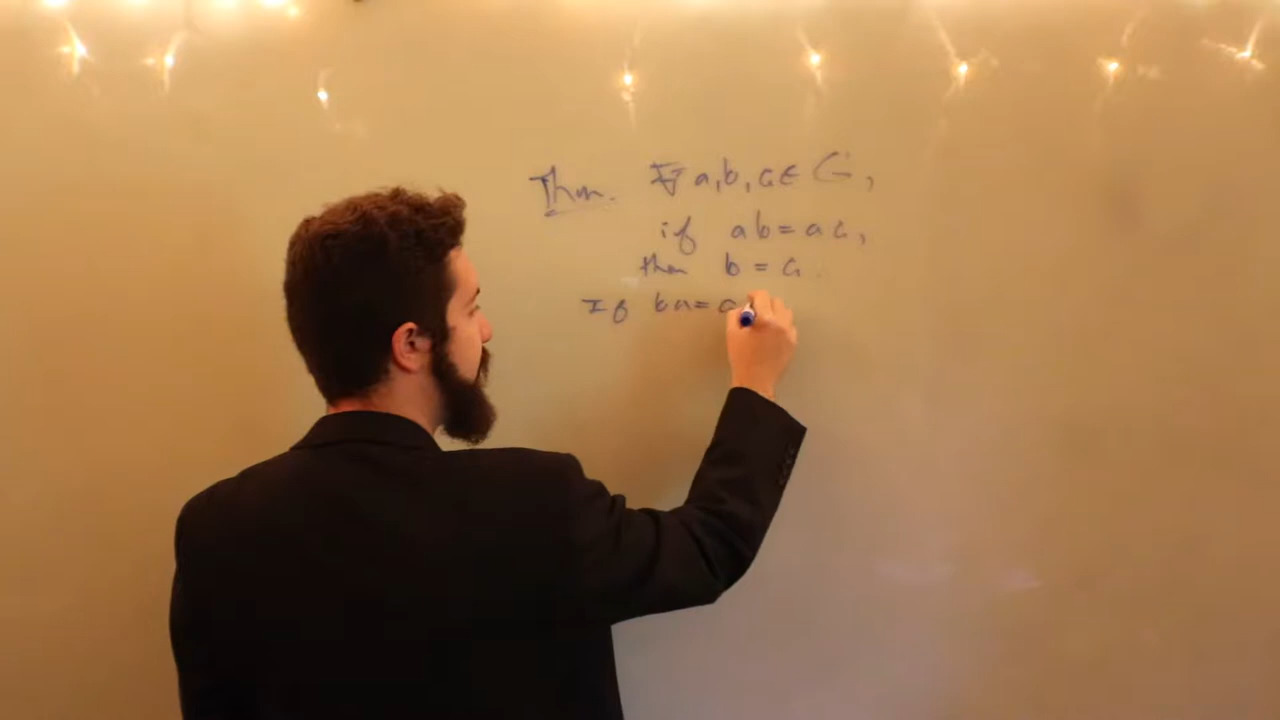 Thm. ∀ a,b,c ∈ G,
if ab = ac,
then b = c.
If ba = c